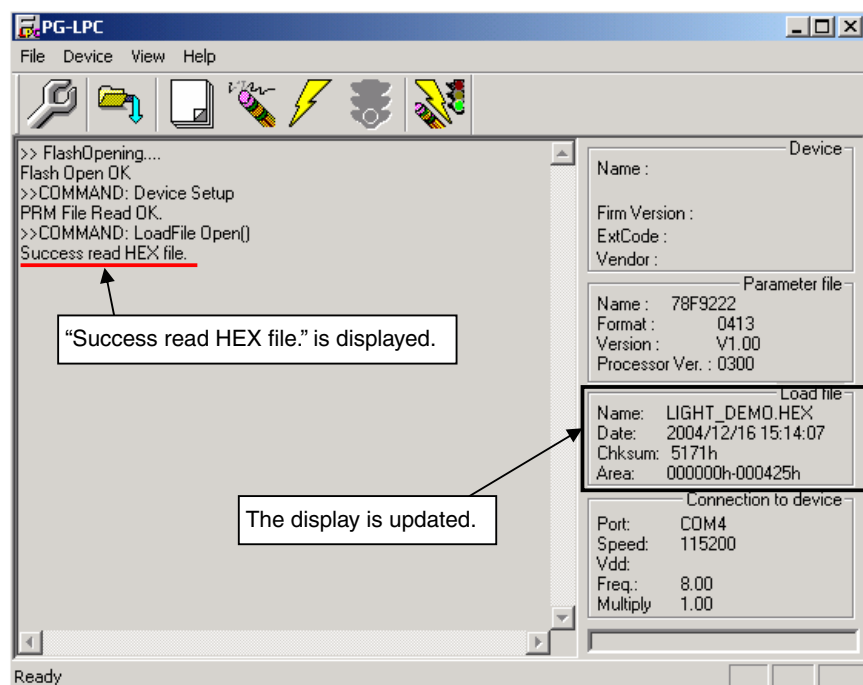 PG-LPC
File Device View Help
>> FlashOpening....
Flash Open OK
>>COMMAND: Device Setup
PRM File Read OK.
>>COMMAND: LoadFile Open()
Success read HEX file.
“Success read HEX file.” is displayed.
The display is updated.
Device
Name :
Firm Version :
ExtCode :
Vendor :
Parameter file
Name : 78F9222
Format : 0413
Version : V1.00
Processor Ver. : 0300
Load file
Name: LIGHT_DEMO.HEX
Date: 2004/12/16 15:14:07
Chksum: 5171h
Area: 000000h-000425h
Connection to device
Port: COM4
Speed: 115200
Vdd:
Freq.: 8.00
Multiply 1.00
Ready